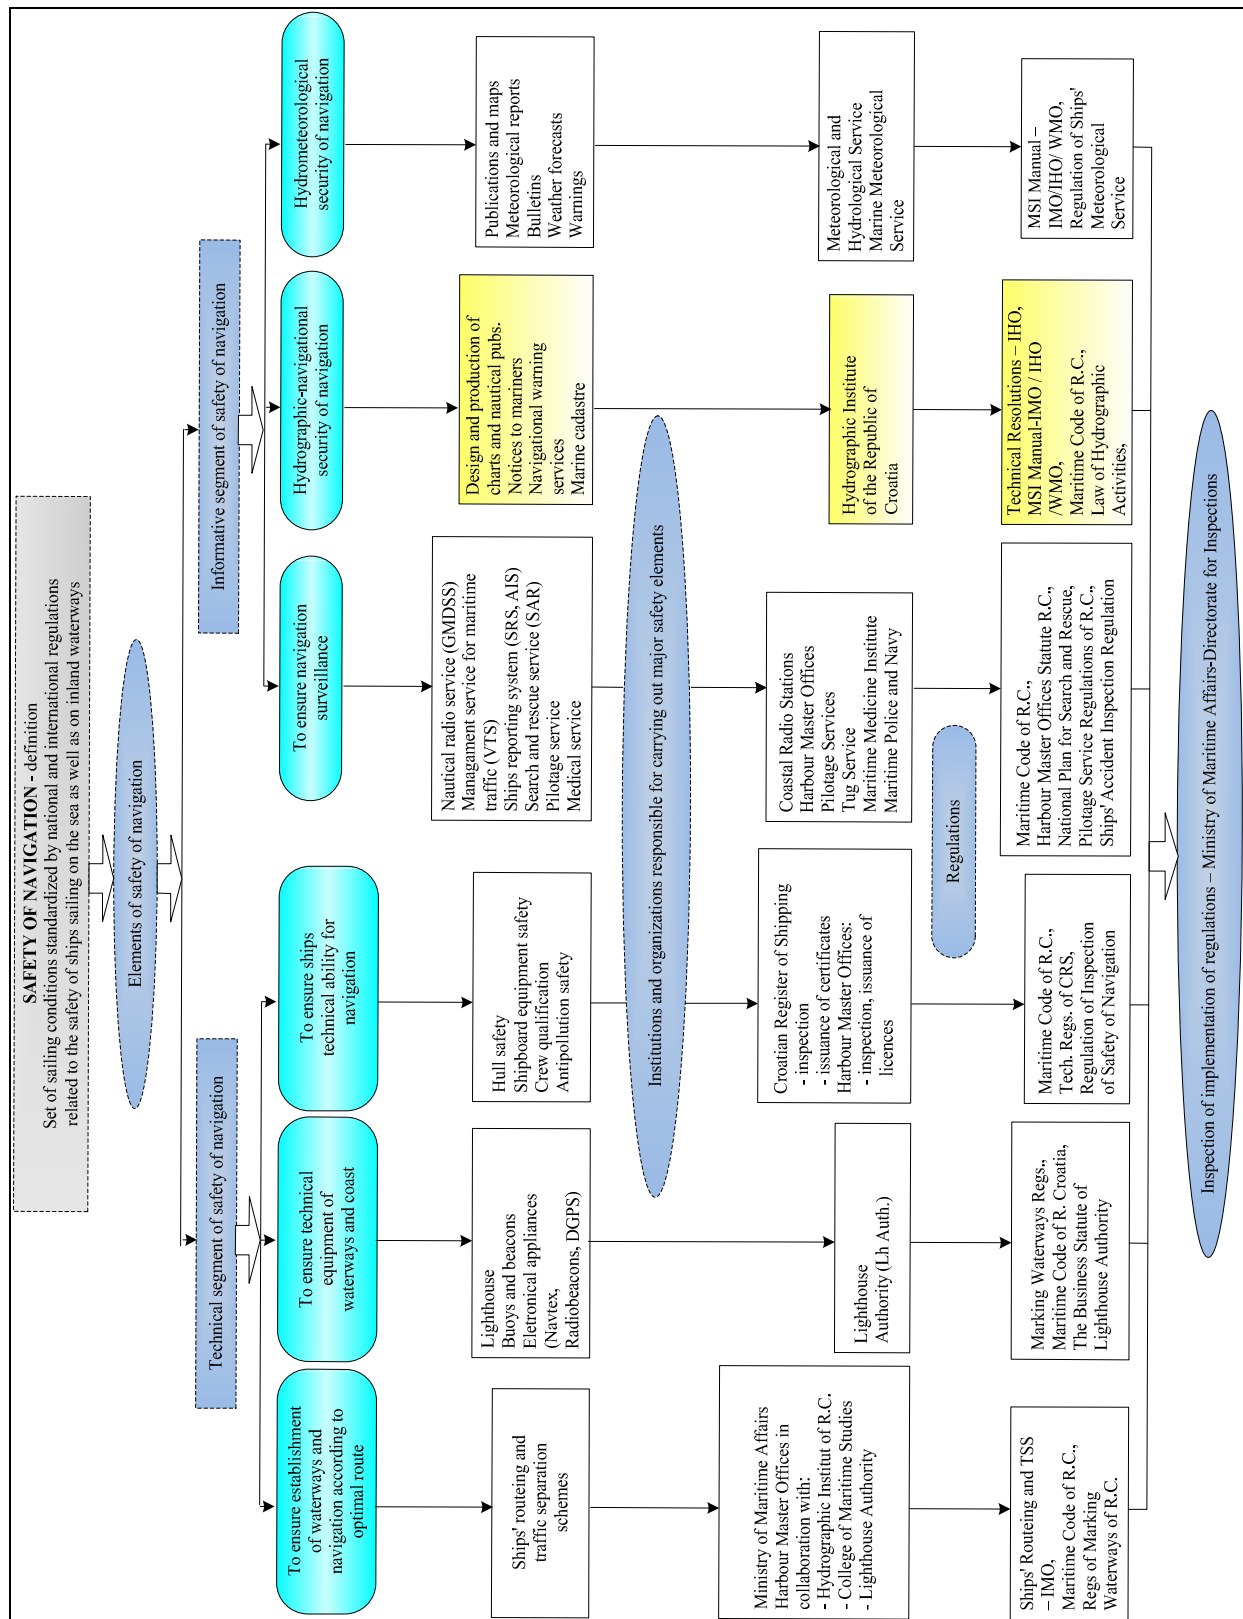 SAFETY OF NAVIGATION - definition
Set of sailing conditions standardized by national and international regulations
related to the safety of ships sailing on the sea as well as on inland waterways
Elements of safety of navigation
Technical segment of safety of navigation
Informative segment of safety of navigation
To ensure establishment
of waterways and
navigation according to
optimal route
To ensure technical
equipment of
waterways and coast
To ensure ships
technical ability for
navigation
To ensure navigation
surveillance
Hydrographic-navigational
security of navigation
Hydrometeorological
security of navigation
Ships' routing and
traffic separation
schemes
Lighthouse
Buoys and beacons
Eletronical appliances
(Navtex,
Radiobeacons, DGPS)
Hull safety
Shipboard equipment safety
Crew qualification
Antipollution safety
Nautical radio service (GMDSS)
Managament service for maritime
traffic (VTS)
Ships reporting system (SRS, AIS)
Search and rescue service (SAR)
Pilotage service
Medical service
Design and production of
charts and nautical pubs.
Notices to mariners
Navigational warning
services
Marine cadastre
Publications and maps
Meteorological reports
Bulletins
Weather forecasts
Warnings
Institutions and organizations responsible for carrying out major safety elements
Ministry of Maritime Affairs
Harbour Master Offices in
collaboration with:
- Hydrographic Institut of R.C.
- College of Maritime Studies
- Lighthouse Authority
Lighthouse
Authority (Lh Auth.)
Croatian Register of Shipping
- inspection
- issuance of certificates
Harbour Master Offices:
- inspection, issuance of
licences
Coastal Radio Stations
Harbour Master Offices
Pilotage Services
Tug Service
Maritime Medicine Institute
Maritime Police and Navy
Hydrographic Institute
of the Republic of
Croatia
Meteorological and
Hydrological Service
Marine Meteorological
Service
Regulations
Ships' Routeing and TSS
– IMO,
Maritime Code of R.C.,
Regs of Marking
Waterways of R.C.
Marking Waterways Regs.,
Maritime Code of R. Croatia,
The Business Statute of
Lighthouse Authority
Maritime Code of R.C.,
Tech. Regs. of CRS,
Regulation of Inspection
of Safety of Navigation
Maritime Code of R.C.,
Harbour Master Offices Statute R.C.,
National Plan for Search and Rescue,
Pilotage Service Regulations of R.C.,
Ships' Accident Inspection Regulation
Technical Resolutions – IHO,
MSI Manual-IMO / IHO
/WMO,
Maritime Code of R.C.,
Law of Hydrographic
Activities,
MSI Manual –
IMO/IHO/ WMO,
Regulation of Ships'
Meteorological
Service
Inspection of implementation of regulations – Ministry of Maritime Affairs-Directorate for Inspections